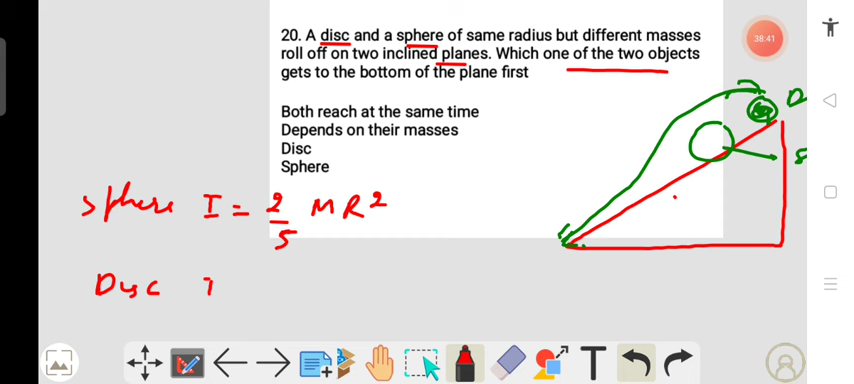 38:41
20. A disc and a sphere of same radius but different masses
roll off on two inclined planes. Which one of the two objects
gets to the bottom of the plane first
Both reach at the same time
Depends on their masses
Disc
Sphere
D
S
Sphere I = 2/5 MR²
Disc I
T